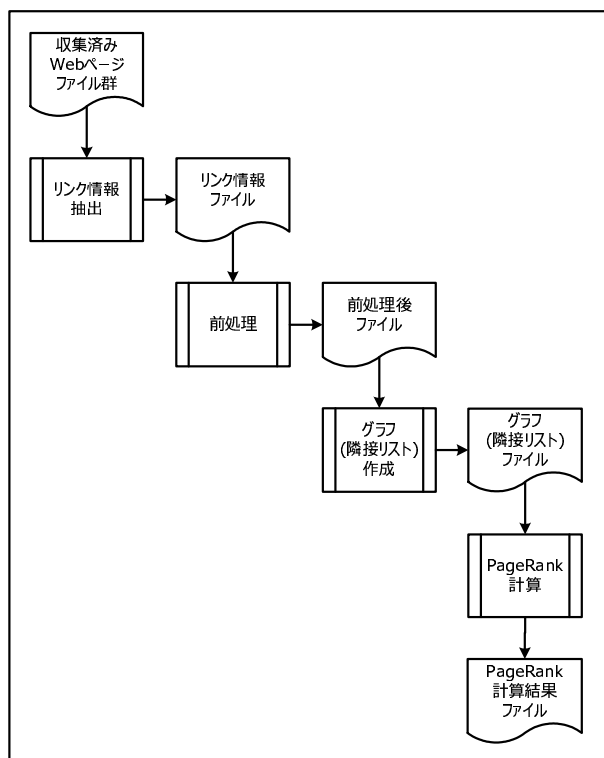 収集済み
Webページ
ファイル群
リンク情報
抽出
リンク情報
ファイル
前処理
前処理後
ファイル
グラフ
(隣接リスト)
作成
グラフ
(隣接リスト)
ファイル
PageRank
計算
PageRank
計算結果
ファイル